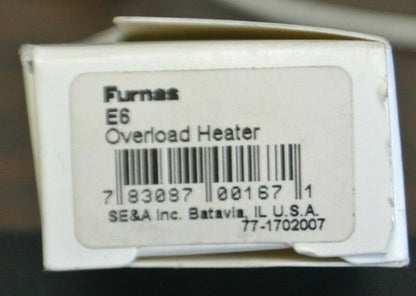 Furnas
E6
Overload Heater
7 83087 00167 1
SE&A Inc. Batavia, IL U.S.A.
77-1702007